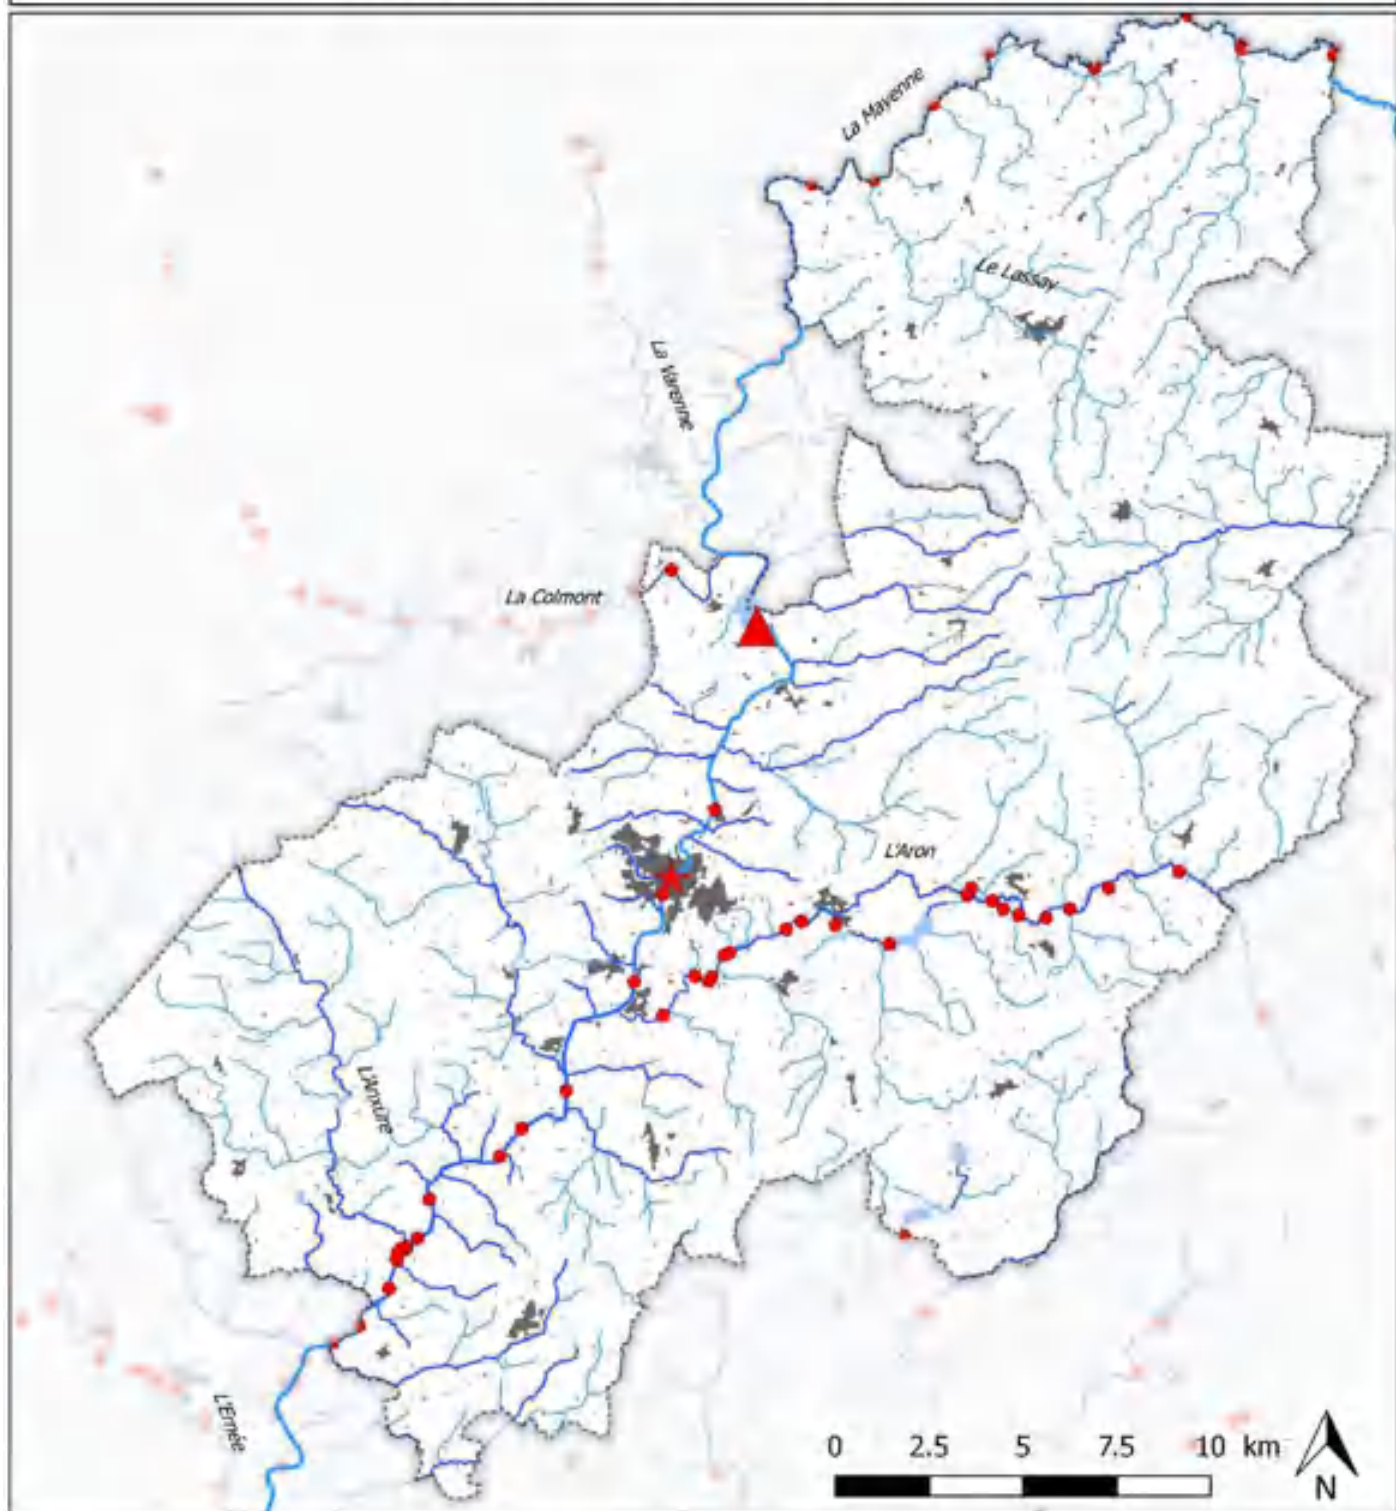 La Mayenne
Le Lassay
La Varenne
La Colmont
L'Aron
L'Anxure
L'Ernée
0 2.5 5 7.5 10 km
N